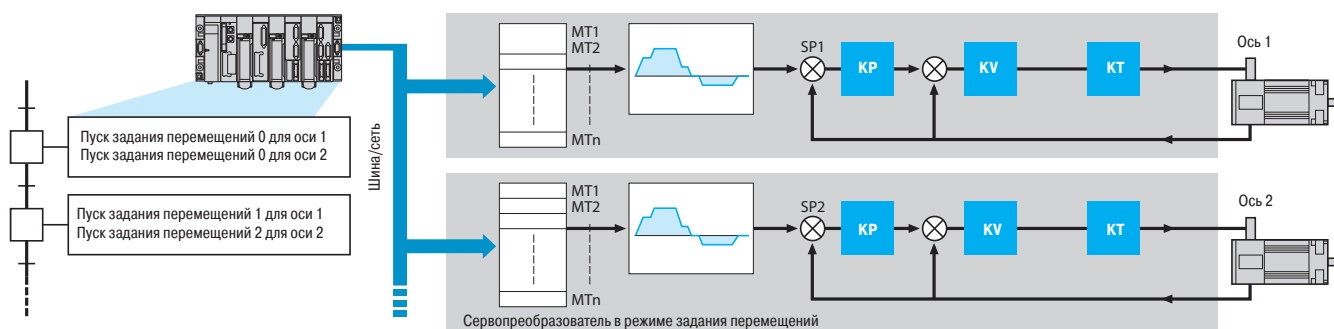 Пуск задания перемещений 0 для оси 1
Пуск задания перемещений 0 для оси 2
Пуск задания перемещений 1 для оси 1
Пуск задания перемещений 2 для оси 2
Шина/сеть
MT1
MT2
MTn
SP1
KP
KV
KT
Ось 1
MT1
MT2
MTn
SP2
KP
KV
KT
Ось 2
Сервопреобразователь в режиме задания перемещений